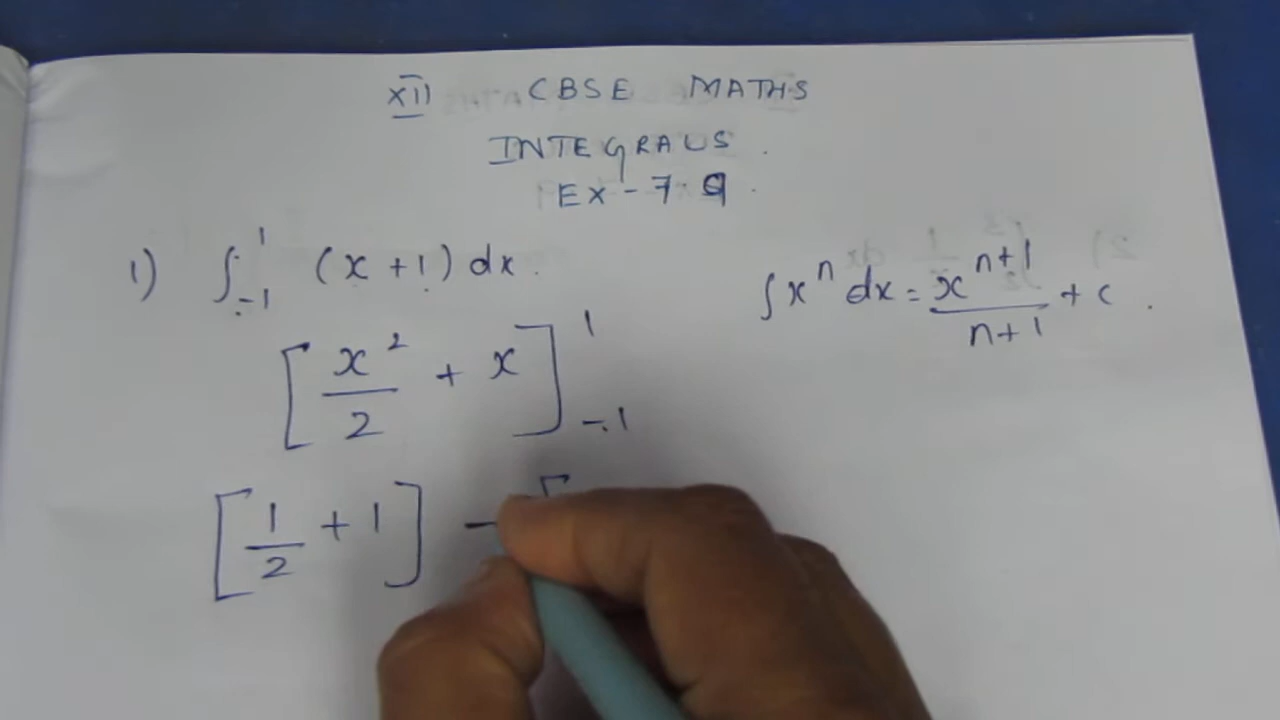 XII CBSE MATHS
INTEGRALS.
EX-7.9.
1) ∫₋₁¹ (x+1) dx.
∫xⁿ dx = xⁿ⁺¹/n+1 + c.
[x²/2 + x]₋₁¹
[1/2 + 1] - [